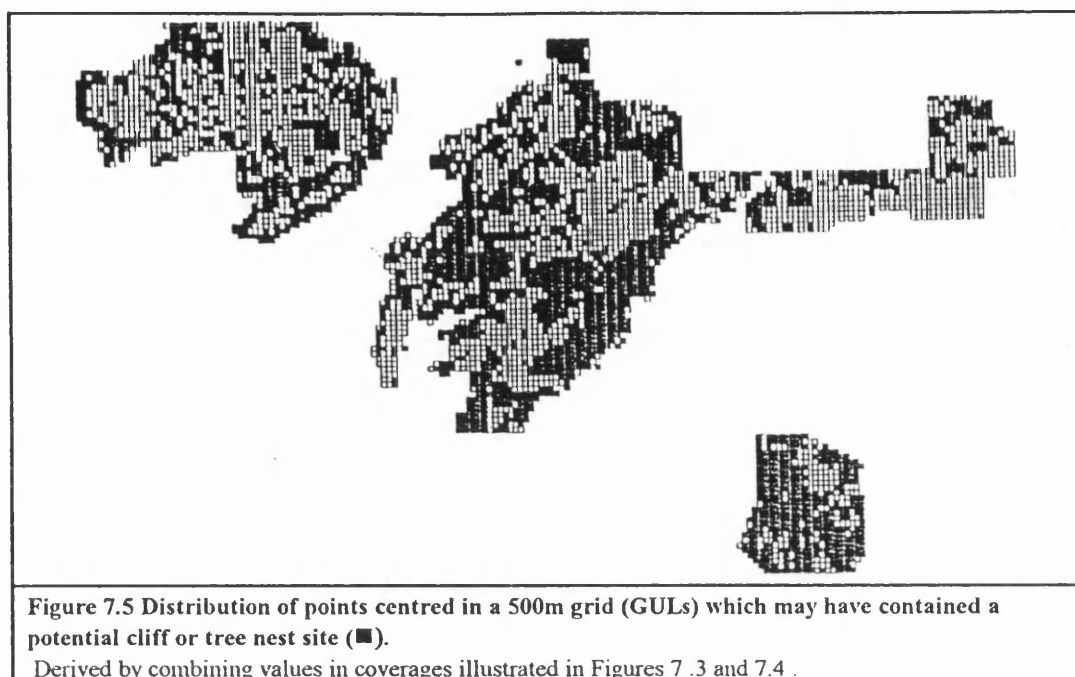 Figure 7.5 Distribution of points centred in a 500m grid (GULs) which may have contained a
potential cliff or tree nest site (■).
Derived by combining values in coverages illustrated in Figures 7 .3 and 7.4 .